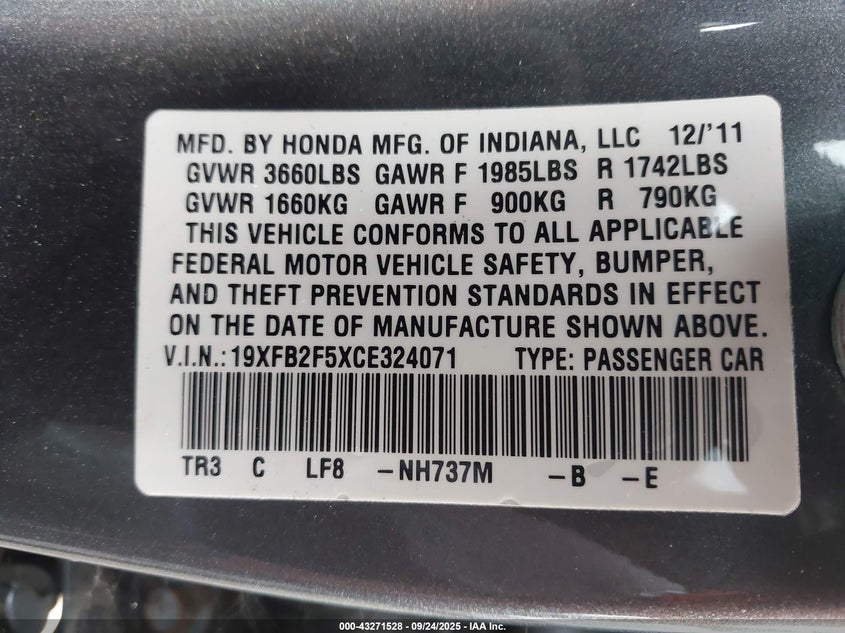 MFD. BY HONDA MFG. OF INDIANA, LLC 12/'11
GVWR 3660LBS GAWR F 1985LBS R 1742LBS
GVWR 1660KG GAWR F 900KG R 790KG
THIS VEHICLE CONFORMS TO ALL APPLICABLE
FEDERAL MOTOR VEHICLE SAFETY, BUMPER,
AND THEFT PREVENTION STANDARDS IN EFFECT
ON THE DATE OF MANUFACTURE SHOWN ABOVE.
V.I.N.:19XFB2F5XCE324071 TYPE: PASSENGER CAR
TR3 C LF8 -NH737M -B -E
000-43271528 - 09/24/2025 - IAA Inc.